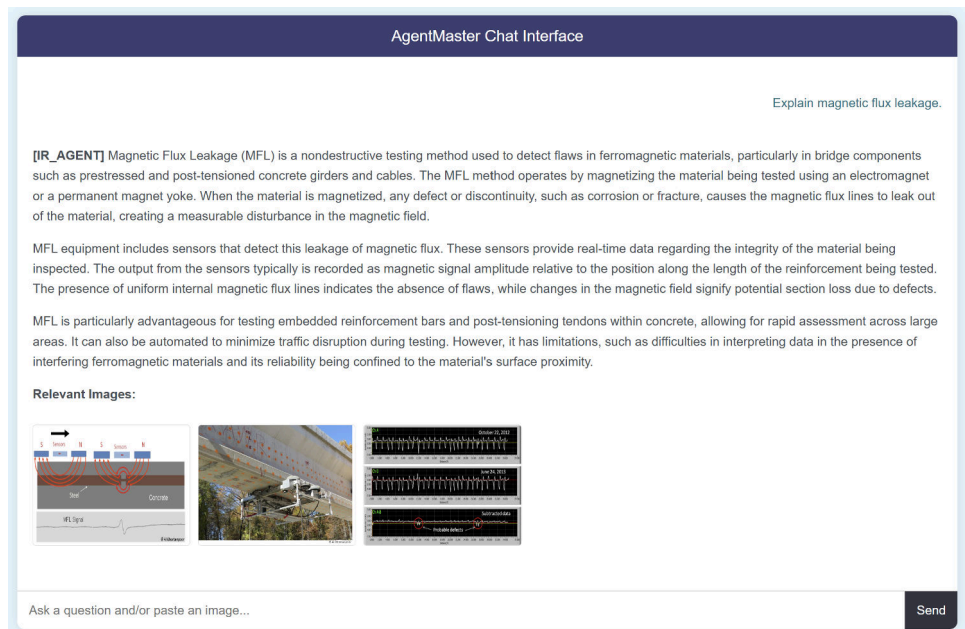 AgentMaster Chat Interface
Explain magnetic flux leakage.
[IR_AGENT] Magnetic Flux Leakage (MFL) is a nondestructive testing method used to detect flaws in ferromagnetic materials, particularly in bridge components
such as prestressed and post-tensioned concrete girders and cables. The MFL method operates by magnetizing the material being tested using an electromagnet
or a permanent magnet yoke. When the material is magnetized, any defect or discontinuity, such as corrosion or fracture, causes the magnetic flux lines to leak out
of the material, creating a measurable disturbance in the magnetic field.
MFL equipment includes sensors that detect this leakage of magnetic flux. These sensors provide real-time data regarding the integrity of the material being
inspected. The output from the sensors typically is recorded as magnetic signal amplitude relative to the position along the length of the reinforcement being tested.
The presence of uniform internal magnetic flux lines indicates the absence of flaws, while changes in the magnetic field signify potential section loss due to defects.
MFL is particularly advantageous for testing embedded reinforcement bars and post-tensioning tendons within concrete, allowing for rapid assessment across large
areas. It can also be automated to minimize traffic disruption during testing. However, it has limitations, such as difficulties in interpreting data in the presence of
interfering ferromagnetic materials and its reliability being confined to the material's surface proximity.
Relevant Images:
S Sensors N S Sensors N
Steel
Concrete
MFL Signal
October 22, 2012
June 24, 2013
Subtracted data
Probable defects
Ask a question and/or paste an image...
Send